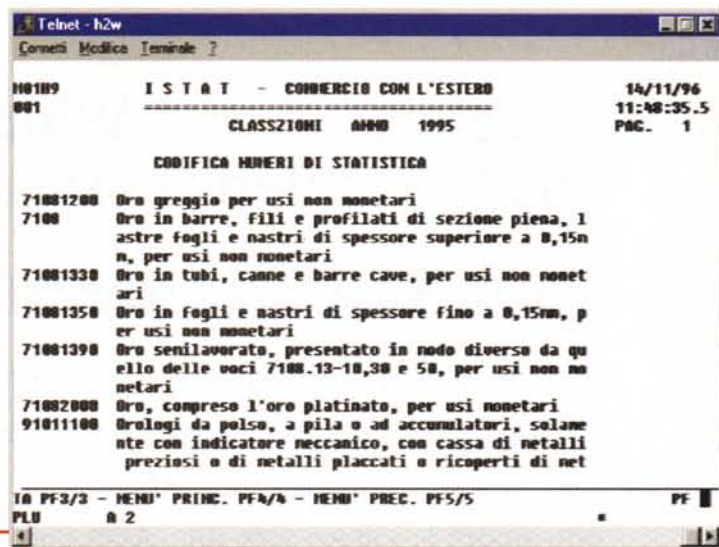 Telnet - h2w
Connetti Modifica Terminale ?
H01H9 I S T A T - COMMERCIO CON L'ESTERO 14/11/96
001 ============================================ 11:48:35.5
CLASSZIONI ANNO 1995 PAG. 1
CODIFICA NUMERI DI STATISTICA
71081200 Oro greggio per usi non monetari
7108 Oro in barre, fili e profilati di sezione piena, l
astre fogli e nastri di spessore superiore a 0,15m
m, per usi non monetari
71081330 Oro in tubi, canne e barre cave, per usi non monet
ari
71081350 Oro in fogli e nastri di spessore fino a 0,15mm, p
er usi non monetari
71081390 Oro semilavorato, presentato in modo diverso da qu
ello delle voci 7108.13-10,30 e 50, per usi non mo
netari
71082000 Oro, compreso l'oro platinato, per usi monetari
91011100 Orologi da polso, a pila o ad accumulatori, solame
nte con indicatore meccanico, con cassa di metalli
preziosi o di metalli placcati o ricoperti di met
TA PF3/3 - MENU' PRINC. PF4/4 - MENU' PREC. PF5/5 PF
PLU A 2